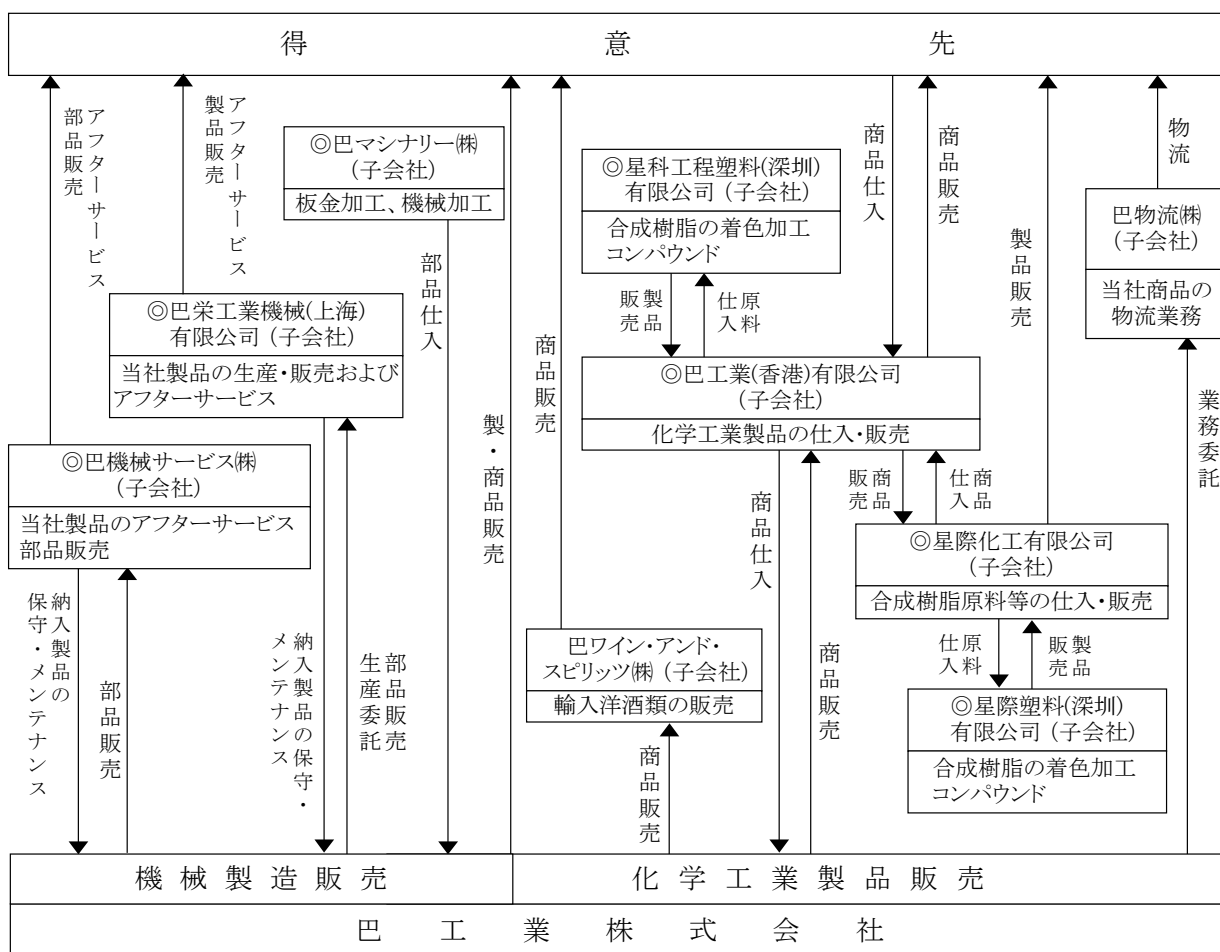 得意先
アフターサービス
部品販売
アフターサービス
製品販売
◎巴マシナリー㈱
(子会社)
板金加工、機械加工
部品仕入
製・商品販売
商品販売
◎星科工程塑料(深圳)
有限公司 (子会社)
合成樹脂の着色加工
コンパウンド
製品
販売
原料
仕入
商品仕入
商品販売
製品販売
物流
巴物流㈱
(子会社)
当社商品の
物流業務
業務委託
◎巴栄工業機械(上海)
有限公司 (子会社)
当社製品の生産・販売および
アフターサービス
◎巴工業(香港)有限公司
(子会社)
化学工業製品の仕入・販売
◎巴機械サービス㈱
(子会社)
当社製品のアフターサービス
部品販売
商品
販売
商品
仕入
◎星際化工有限公司
(子会社)
合成樹脂原料等の仕入・販売
原料
仕入
製品
販売
◎星際塑料(深圳)
有限公司 (子会社)
合成樹脂の着色加工
コンパウンド
納入製品の
保守・メンテナンス
部品販売
納入製品の保守・
メンテナンス
部品販売
生産委託
巴ワイン・アンド・
スピリッツ㈱ (子会社)
輸入洋酒類の販売
商品販売
商品仕入
商品販売
機械製造販売
化学工業製品販売
巴工業株式会社